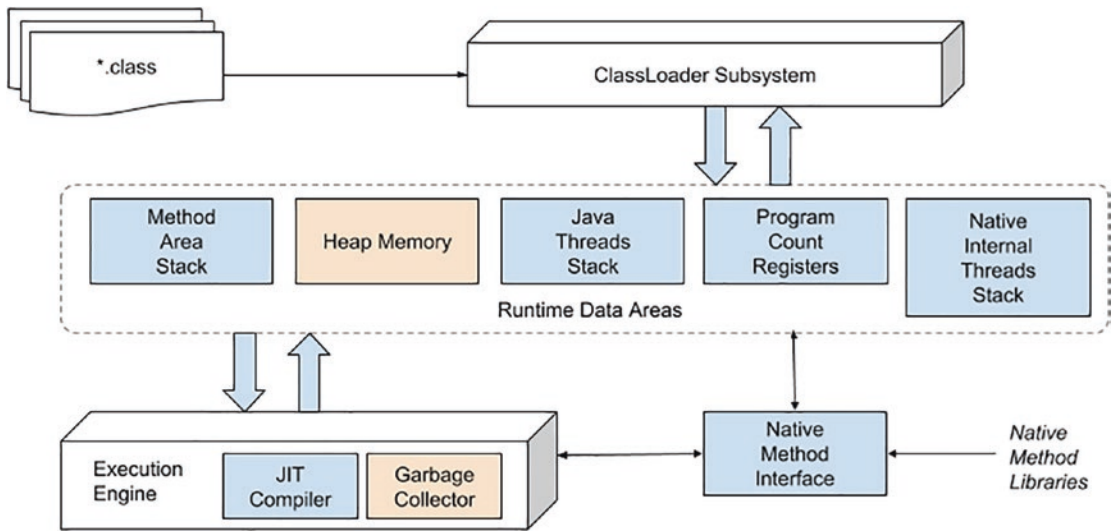 *.class
ClassLoader Subsystem
Method
Area
Stack
Heap Memory
Java
Threads
Stack
Program
Count
Registers
Native
Internal
Threads
Stack
Runtime Data Areas
Execution
Engine
JIT
Compiler
Garbage
Collector
Native
Method
Interface
Native
Method
Libraries